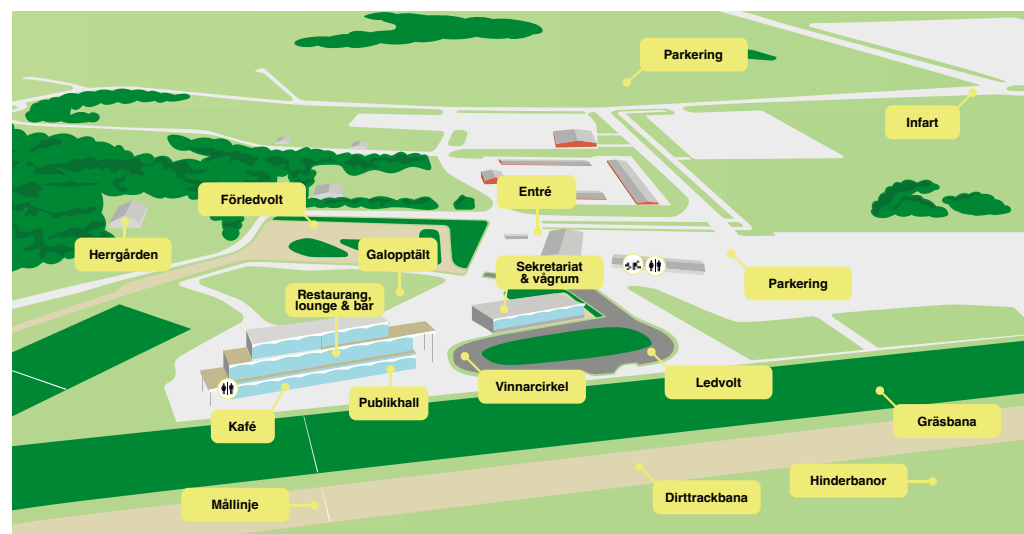 Parkering
Infart
Förledvolt
Entré
Herrgården
Galopptält
Sekretariat
& vågrum
Parkering
Restaurang,
lounge & bar
Vinnarcirkel
Ledvolt
Publikhall
Kafé
Gräsbana
Hinderbanor
Dirttrackbana
Mållinje